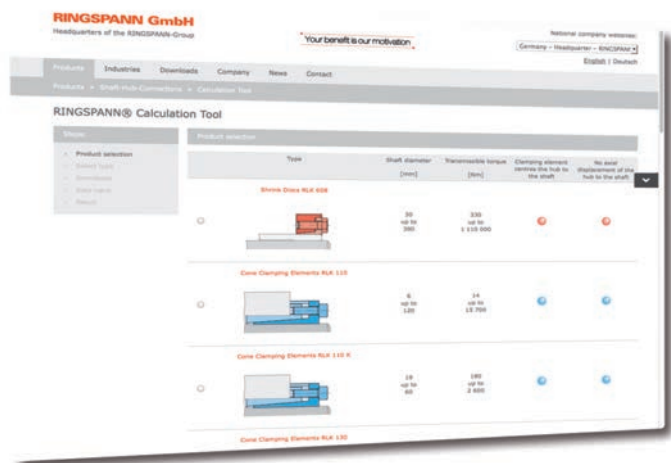 RINGSPANN GmbH
Headquarters of the RINGSPANN-Group
Your benefit is our motivation
National company websites:
Germany - Headquarter - RINGSPANN
English | Deutsch
Products Industries Downloads Company News Contact
Products Shaft-Hub-Connections Calculation Tool
RINGSPANN® Calculation Tool
Steps
Product selection
Product selection
Result
Type
Shaft diameter
[mm]
Transmissible torque
[Nm]
Clamping element
centres the hub to
the shaft
No axial
displacement of the
hub to the shaft
Shrink Discs RLK 608
30
up to
390
330
up to
1 110 000
Cone Clamping Elements RLK 110
6
up to
120
14
up to
15 700
Cone Clamping Elements RLK 110 K
19
up to
60
180
up to
2 600
Cone Clamping Elements RLK 130